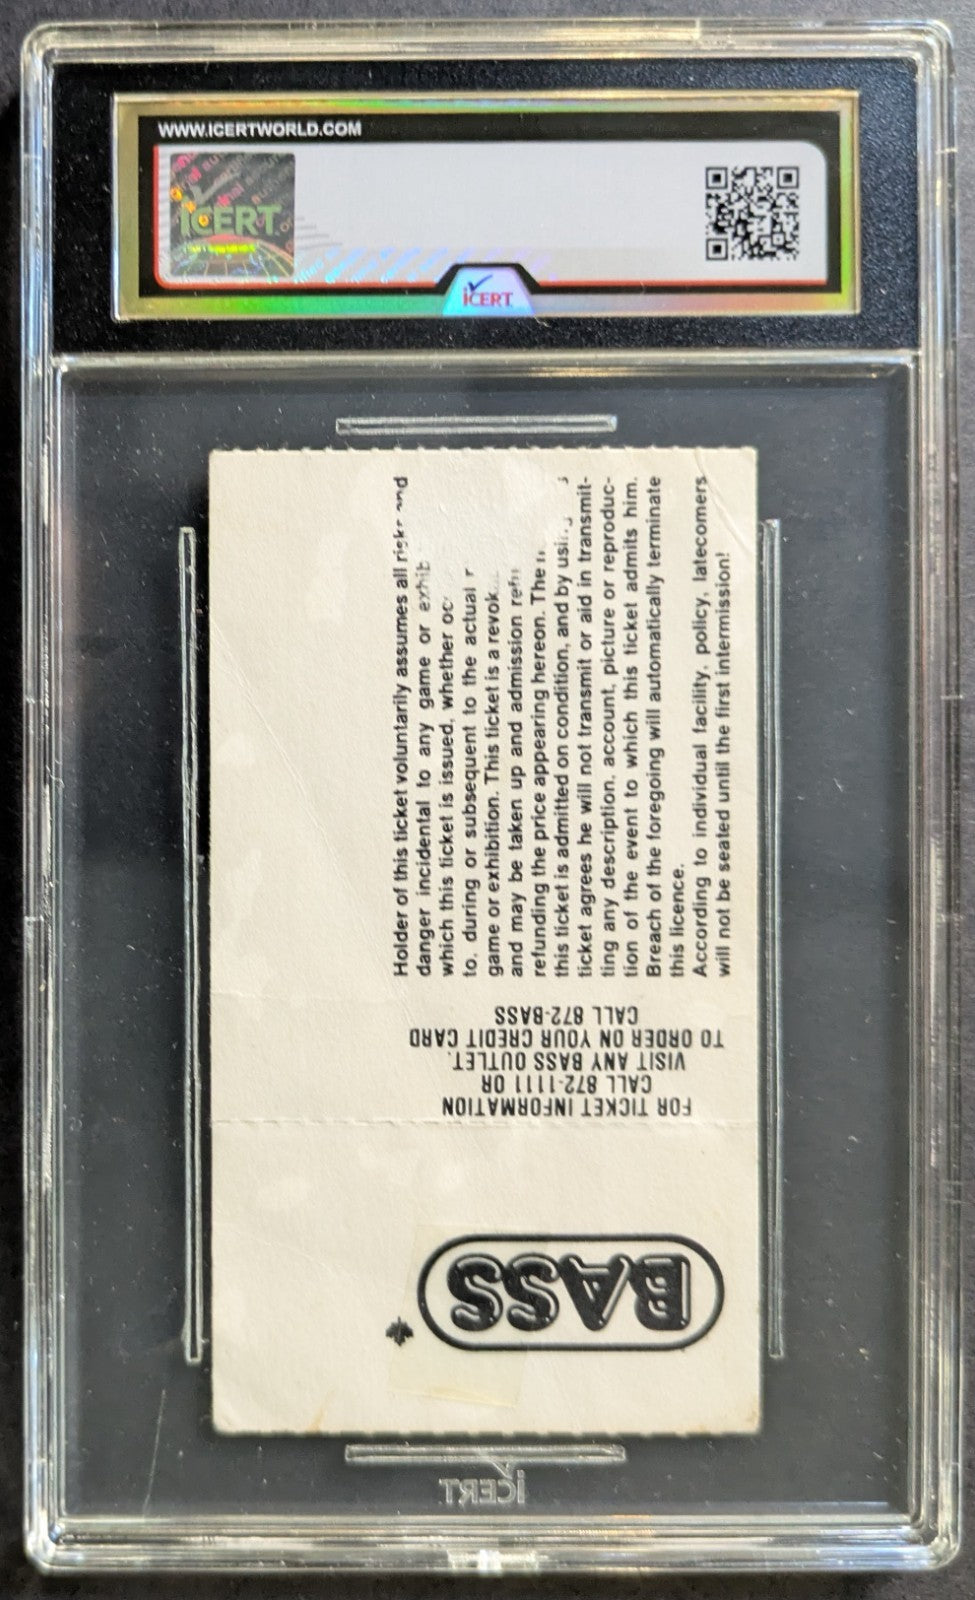 WWW.ICERTWORLD.COM
iCERT
iCERT
Holder of this ticket voluntarily assumes all and
danger incidental to any game or
which this ticket is issued, whether
to, during or subsequent to the actual
game or exhibition. This ticket is a
and may be taken up and admission
refunding the price appearing hereon. The
this ticket is admitted on condition, and by
ticket agrees he will not transmit or aid in transmit-
ting any description, account, picture or reproduc-
tion of the event to which this ticket admits him.
Breach of the foregoing will automatically terminate
this licence.
According to individual facility, policy, latecomers
will not be seated until the first intermission!
FOR TICKET INFORMATION
CALL 872-1111 OR
VISIT ANY BASS OUTLET.
TO ORDER ON YOUR CREDIT CARD
CALL 872-BASS
BASS
iCERT